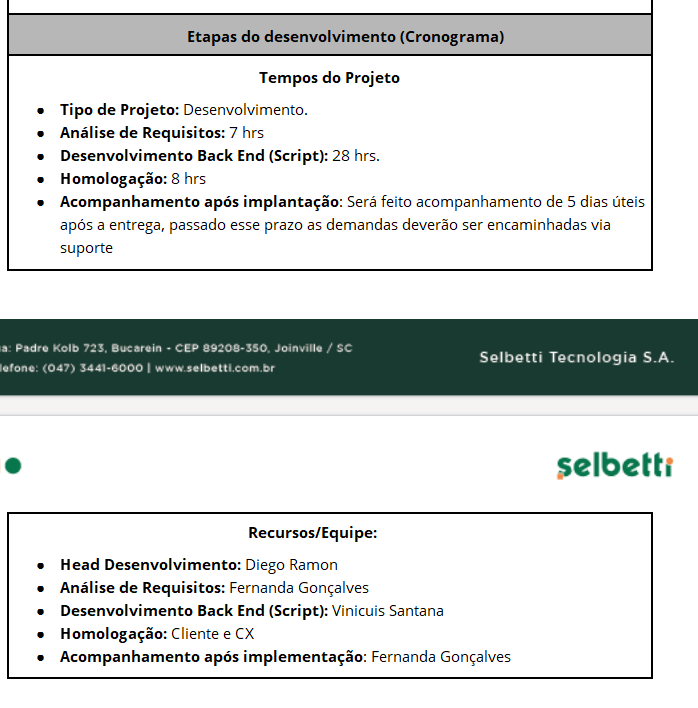 Etapas do desenvolvimento (Cronograma)
Tempos do Projeto
● Tipo de Projeto: Desenvolvimento.
● Análise de Requisitos: 7 hrs
● Desenvolvimento Back End (Script): 28 hrs.
● Homologação: 8 hrs
● Acompanhamento após implantação: Será feito acompanhamento de 5 dias úteis
após a entrega, passado esse prazo as demandas deverão ser encaminhadas via
suporte
a: Padre Kolb 723, Bucarein - CEP 89208-350, Joinville / SC
lefone: (047) 3441-6000 | www.selbetti.com.br
Selbetti Tecnologia S.A.
selbetti
Recursos/Equipe:
● Head Desenvolvimento: Diego Ramon
● Análise de Requisitos: Fernanda Gonçalves
● Desenvolvimento Back End (Script): Vinicuis Santana
● Homologação: Cliente e CX
● Acompanhamento após implementação: Fernanda Gonçalves